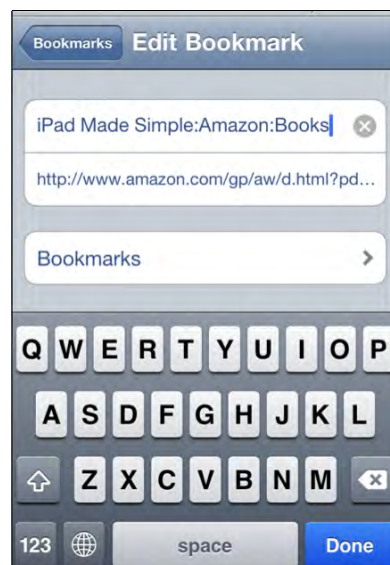 Bookmarks Edit Bookmark
iPad Made Simple:Amazon:Books
http://www.amazon.com/gp/aw/d.html?pd...
Bookmarks
Q W E R T Y U I O P
A S D F G H J K L
Z X C V B N M
123 space Done